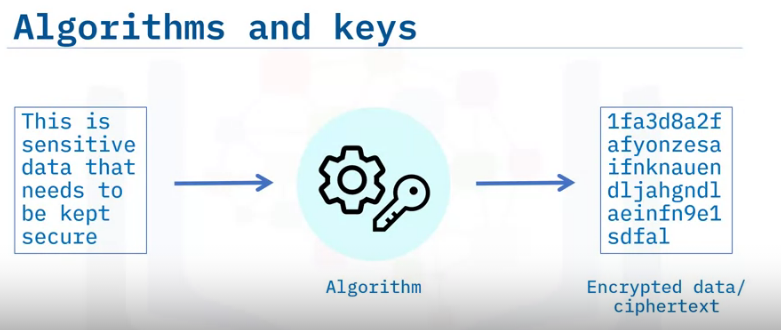 Algorithms and keys
This is
sensitive
data that
needs to
be kept
secure
1fa3d8a2f
afyonzesa
ifnknauen
dljahgndl
aeinfn9e1
sdfal
Algorithm
Encrypted data/
ciphertext